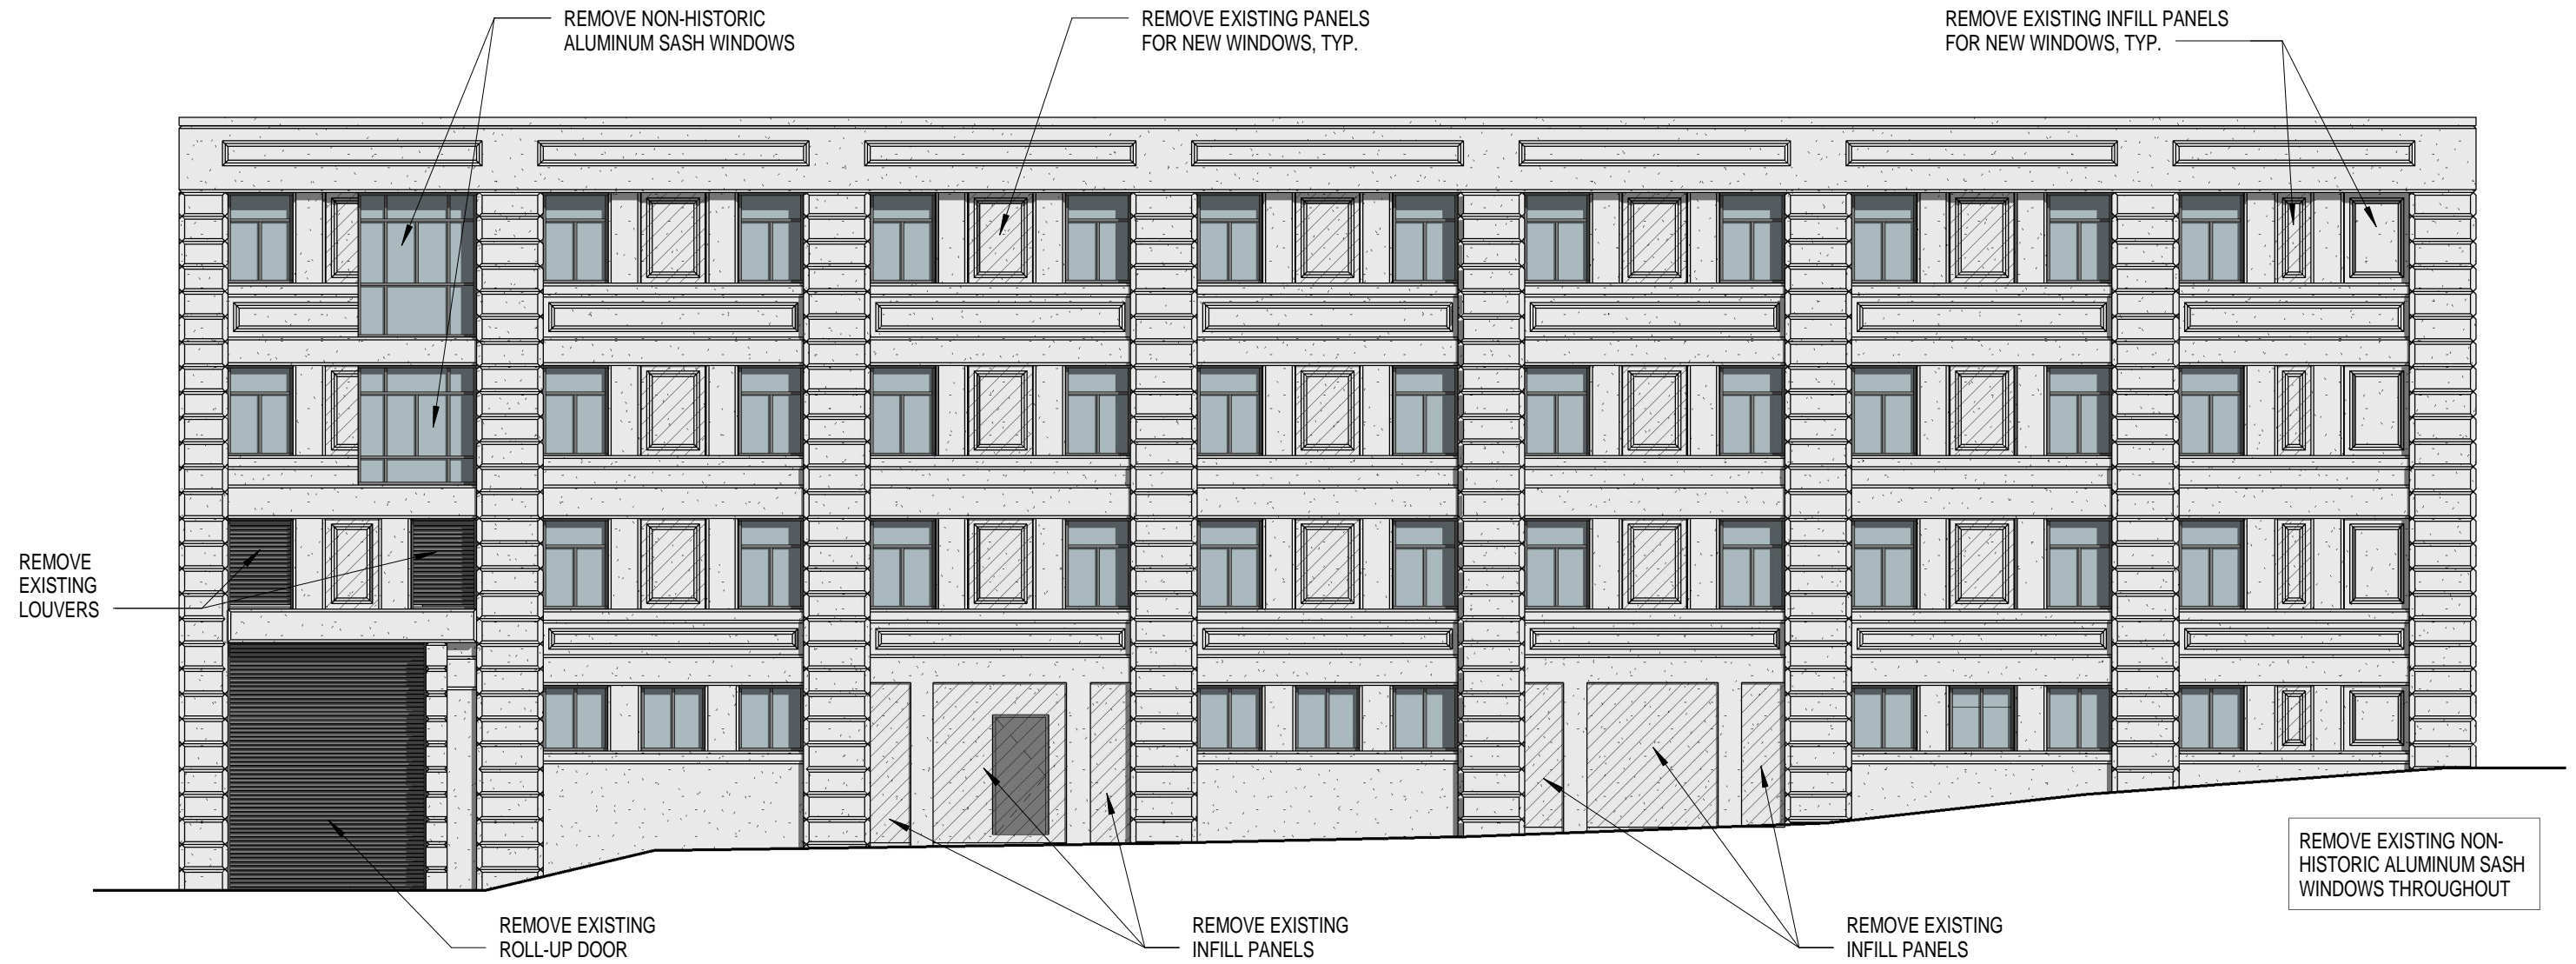 REMOVE NON-HISTORIC
ALUMINUM SASH WINDOWS
REMOVE EXISTING PANELS
FOR NEW WINDOWS, TYP.
REMOVE EXISTING INFILL PANELS
FOR NEW WINDOWS, TYP.
REMOVE
EXISTING
LOUVERS
REMOVE EXISTING NON-
HISTORIC ALUMINUM SASH
WINDOWS THROUGHOUT
REMOVE EXISTING
ROLL-UP DOOR
REMOVE EXISTING
INFILL PANELS
REMOVE EXISTING
INFILL PANELS